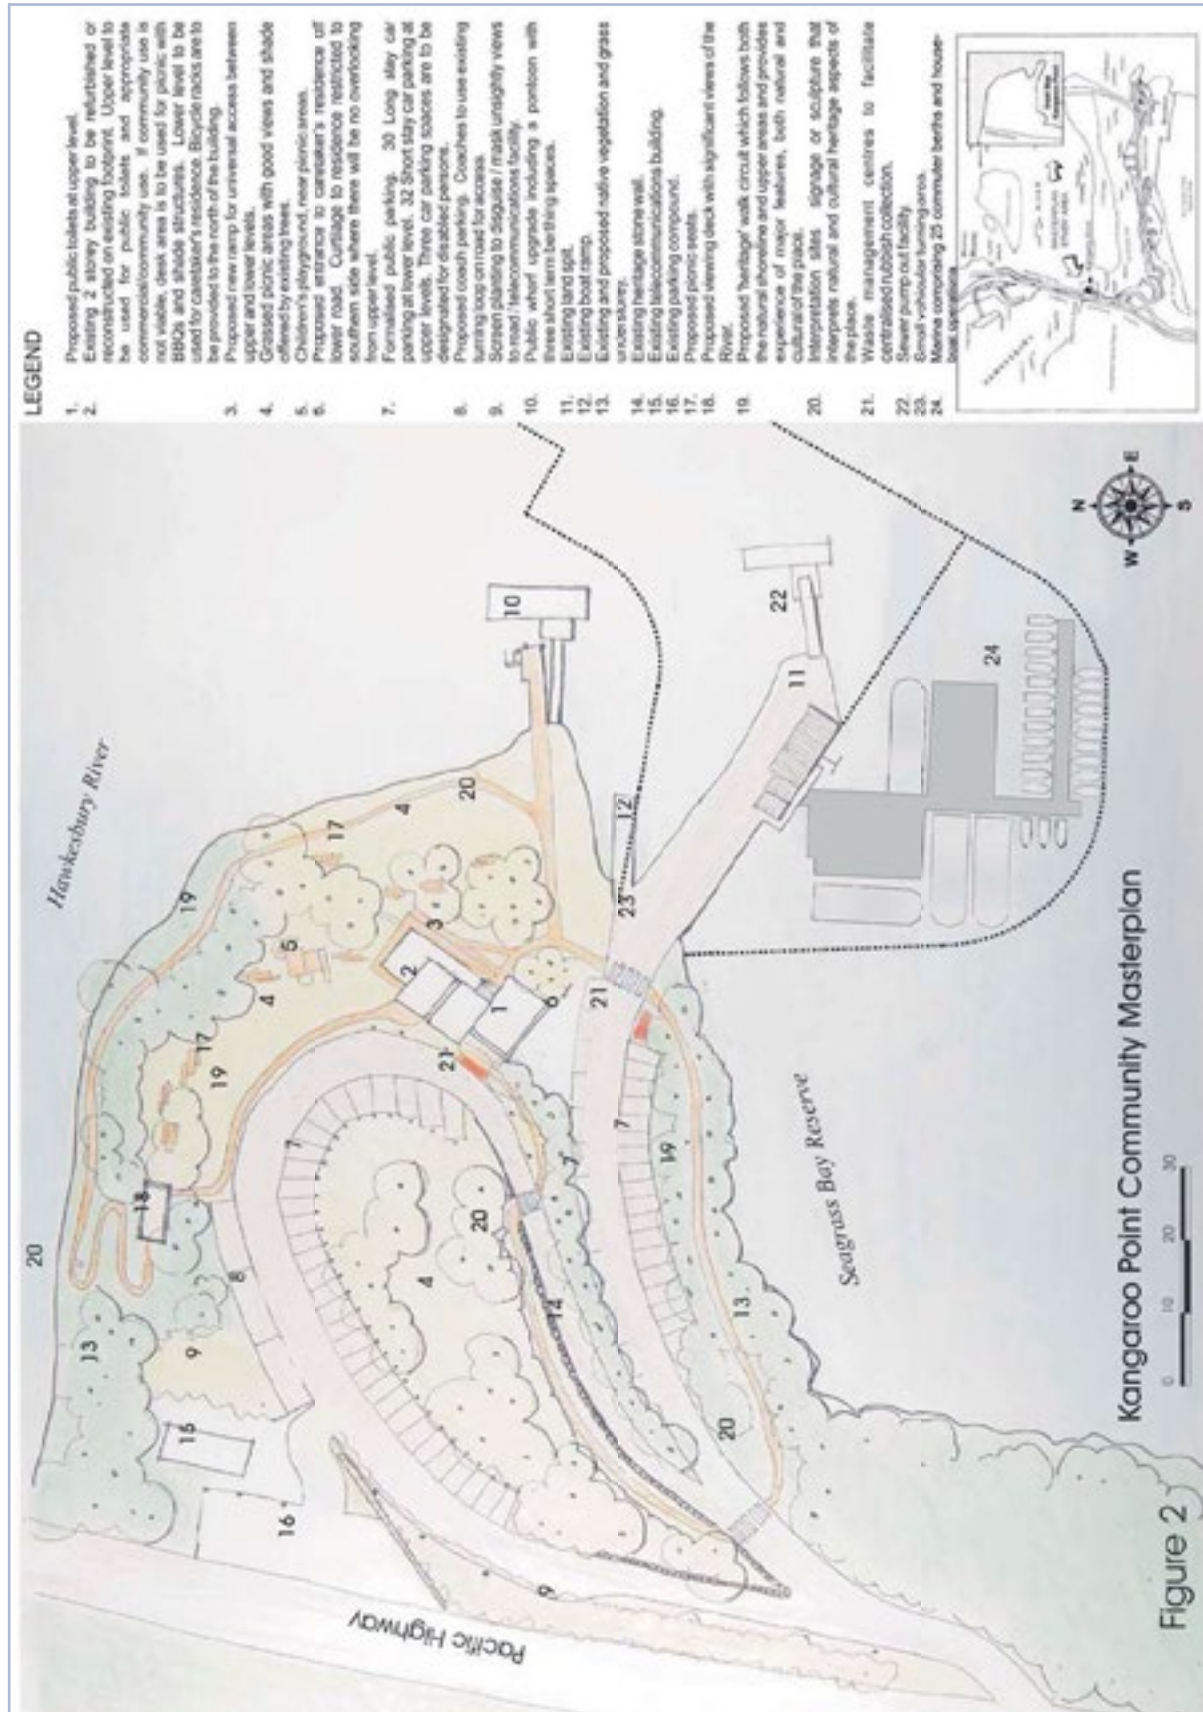 LEGEND
1. Proposed public toilets at upper level.
2. Existing 2 storey building to be refurbished or
reconstructed on existing footprint. Upper level to
be used for public toilets and appropriate
commercial/community use. If community use is
not viable, desk area is to be used for picnic with
BBQs and shade structures. Lower level to be
used for caretaker's residence. Bicycle racks are to
be provided to the north of the building.
3. Proposed new ramp for universal access between
upper and lower levels.
4. Grassed picnic areas with good views and shade
offered by existing trees.
5. Children's playground, near picnic areas.
6. Proposed entrance to caretaker's residence off
lower road. Curtilage to residence restricted to
southern side where there will be no overlooking
from upper level.
7. Formalised public parking. 30 Long stay car
parking at lower level. 32 Short stay car parking at
upper levels. Three car parking spaces are to be
designated for disabled persons.
8. Proposed coach parking. Coaches to use existing
turning loop on road for access.
9. Screen planting to disguise / mask unsightly views
to road / telecommunications facility.
10. Public wharf upgrade including a pontoon with
three short term berthing spaces.
11. Existing land spit.
12. Existing boat ramp.
13. Existing and proposed native vegetation and grass
understorey.
14. Existing heritage stone wall.
15. Existing telecommunications building.
16. Existing parking compound.
17. Proposed picnic seats.
18. Proposed viewing deck with significant views of the
River.
19. Proposed 'heritage' walk circuit which follows both
the natural shoreline and upper areas and provides
experience of major features, both natural and
cultural of the place.
20. Interpretation sites, signage or sculpture that
interprets natural and cultural heritage aspects of
the place.
21. Waste management centres to facilitate
centralised rubbish collection.
22. Sewer pump out facility.
23. Small vehicular turning area.
24. Marina comprising 25 commuter berths and house-
boat operations.
Hawkesbury River
20
19
17
4
20
10
13
18
17
19
4
5
3
2
1
6
12
23
22
11
24
9
8
15
16
7
4
20
21
7
14
21
7
19
13
20
9
Pacific Highway
Seagrass Bay Reserve
N
W E
S
0 10 20 30
Kangaroo Point Community Masterplan
Figure 2